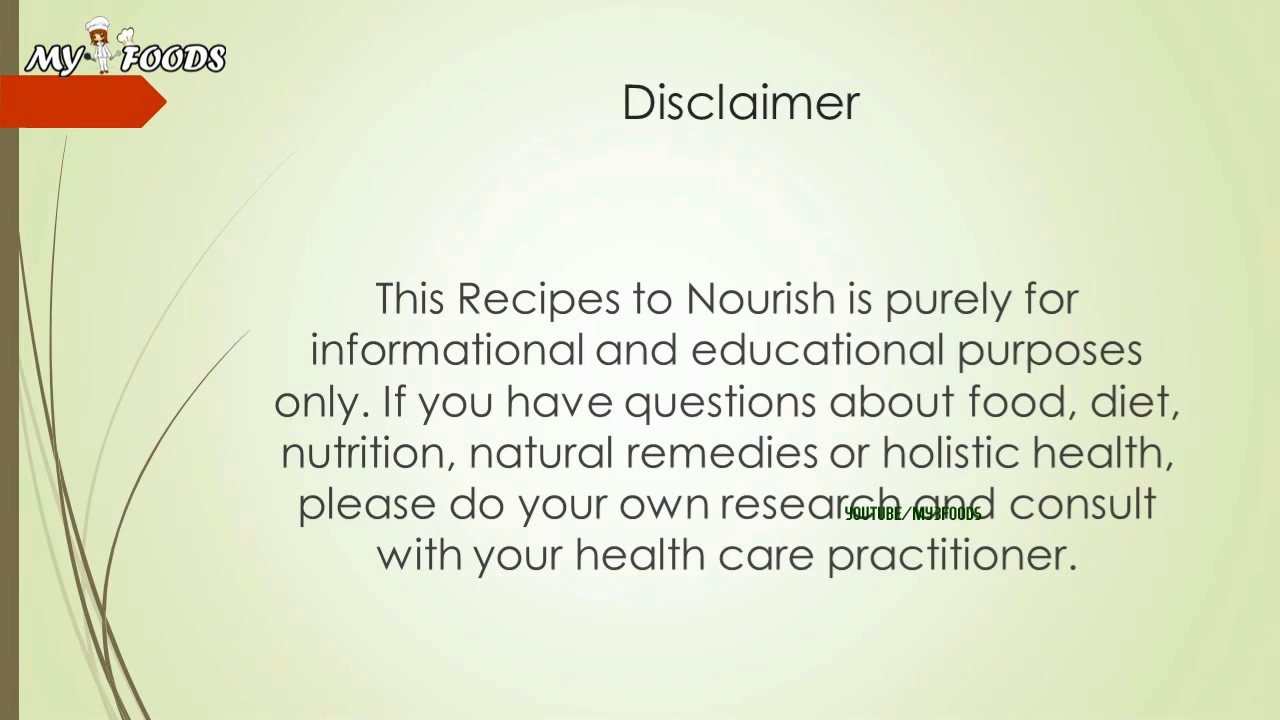 MY FOODS
Disclaimer
This Recipes to Nourish is purely for
informational and educational purposes
only. If you have questions about food, diet,
nutrition, natural remedies or holistic health,
please do your own research and consult
with your health care practitioner.
YOUTUBE/MY3FOODS